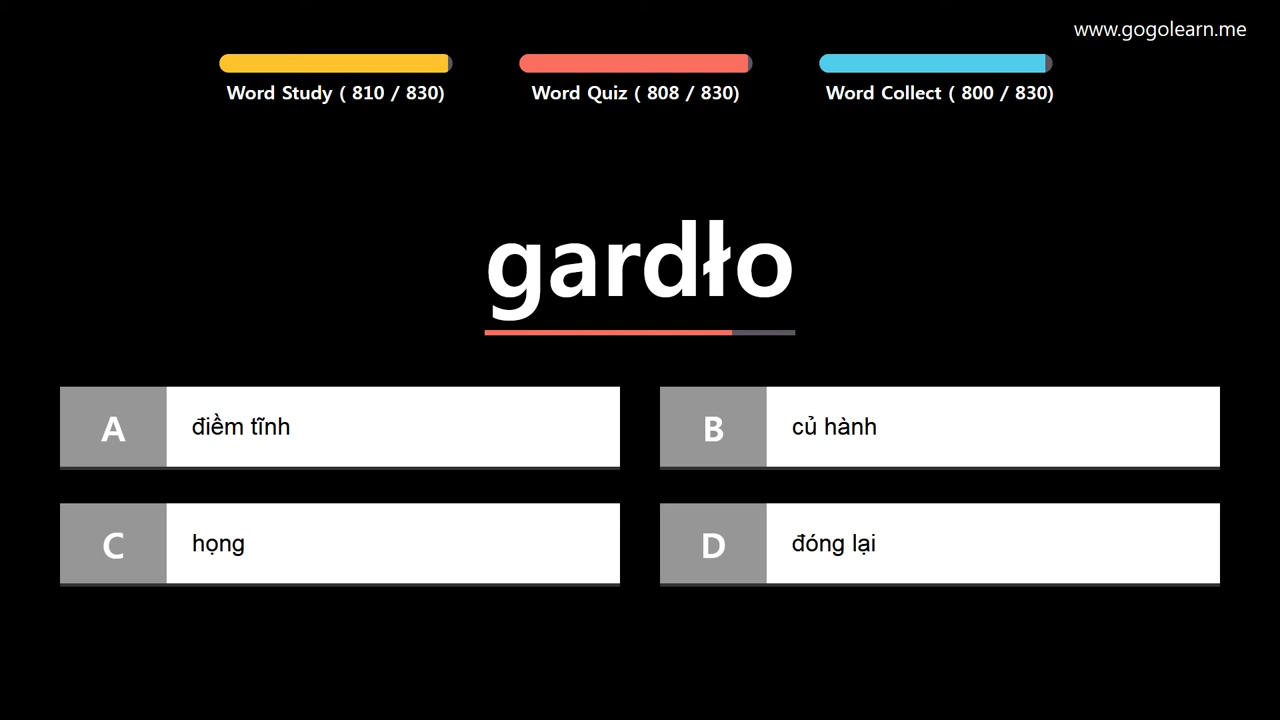 www.gogolearn.me
Word Study ( 810 / 830)
Word Quiz ( 808 / 830)
Word Collect ( 800 / 830)
gardło
A
điềm tĩnh
B
củ hành
C
họng
D
đóng lại